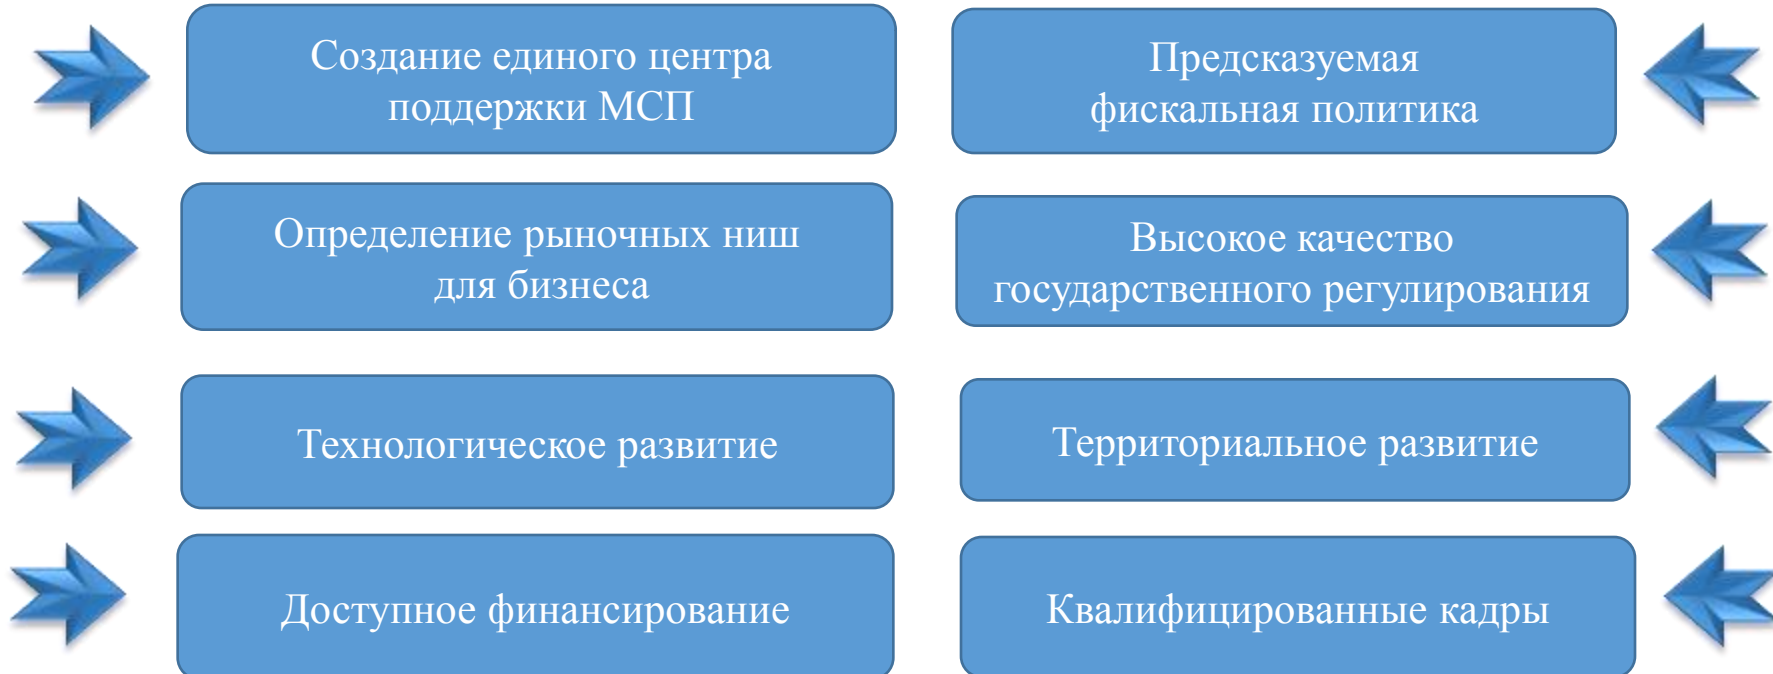 Создание единого центра
поддержки МСП
Предсказуемая
фискальная политика
Определение рыночных ниш
для бизнеса
Высокое качество
государственного регулирования
Технологическое развитие
Территориальное развитие
Доступное финансирование
Квалифицированные кадры